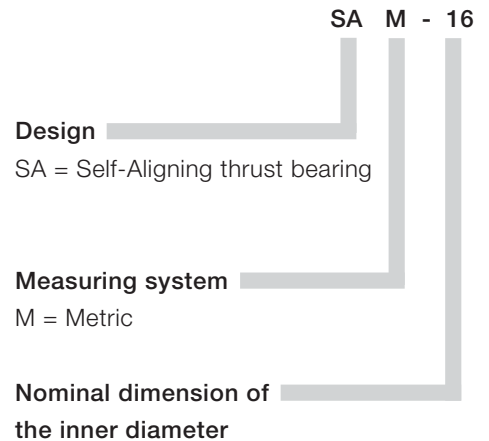 SA M - 16
Design
SA = Self-Aligning thrust bearing
Measuring system
M = Metric
Nominal dimension of
the inner diameter